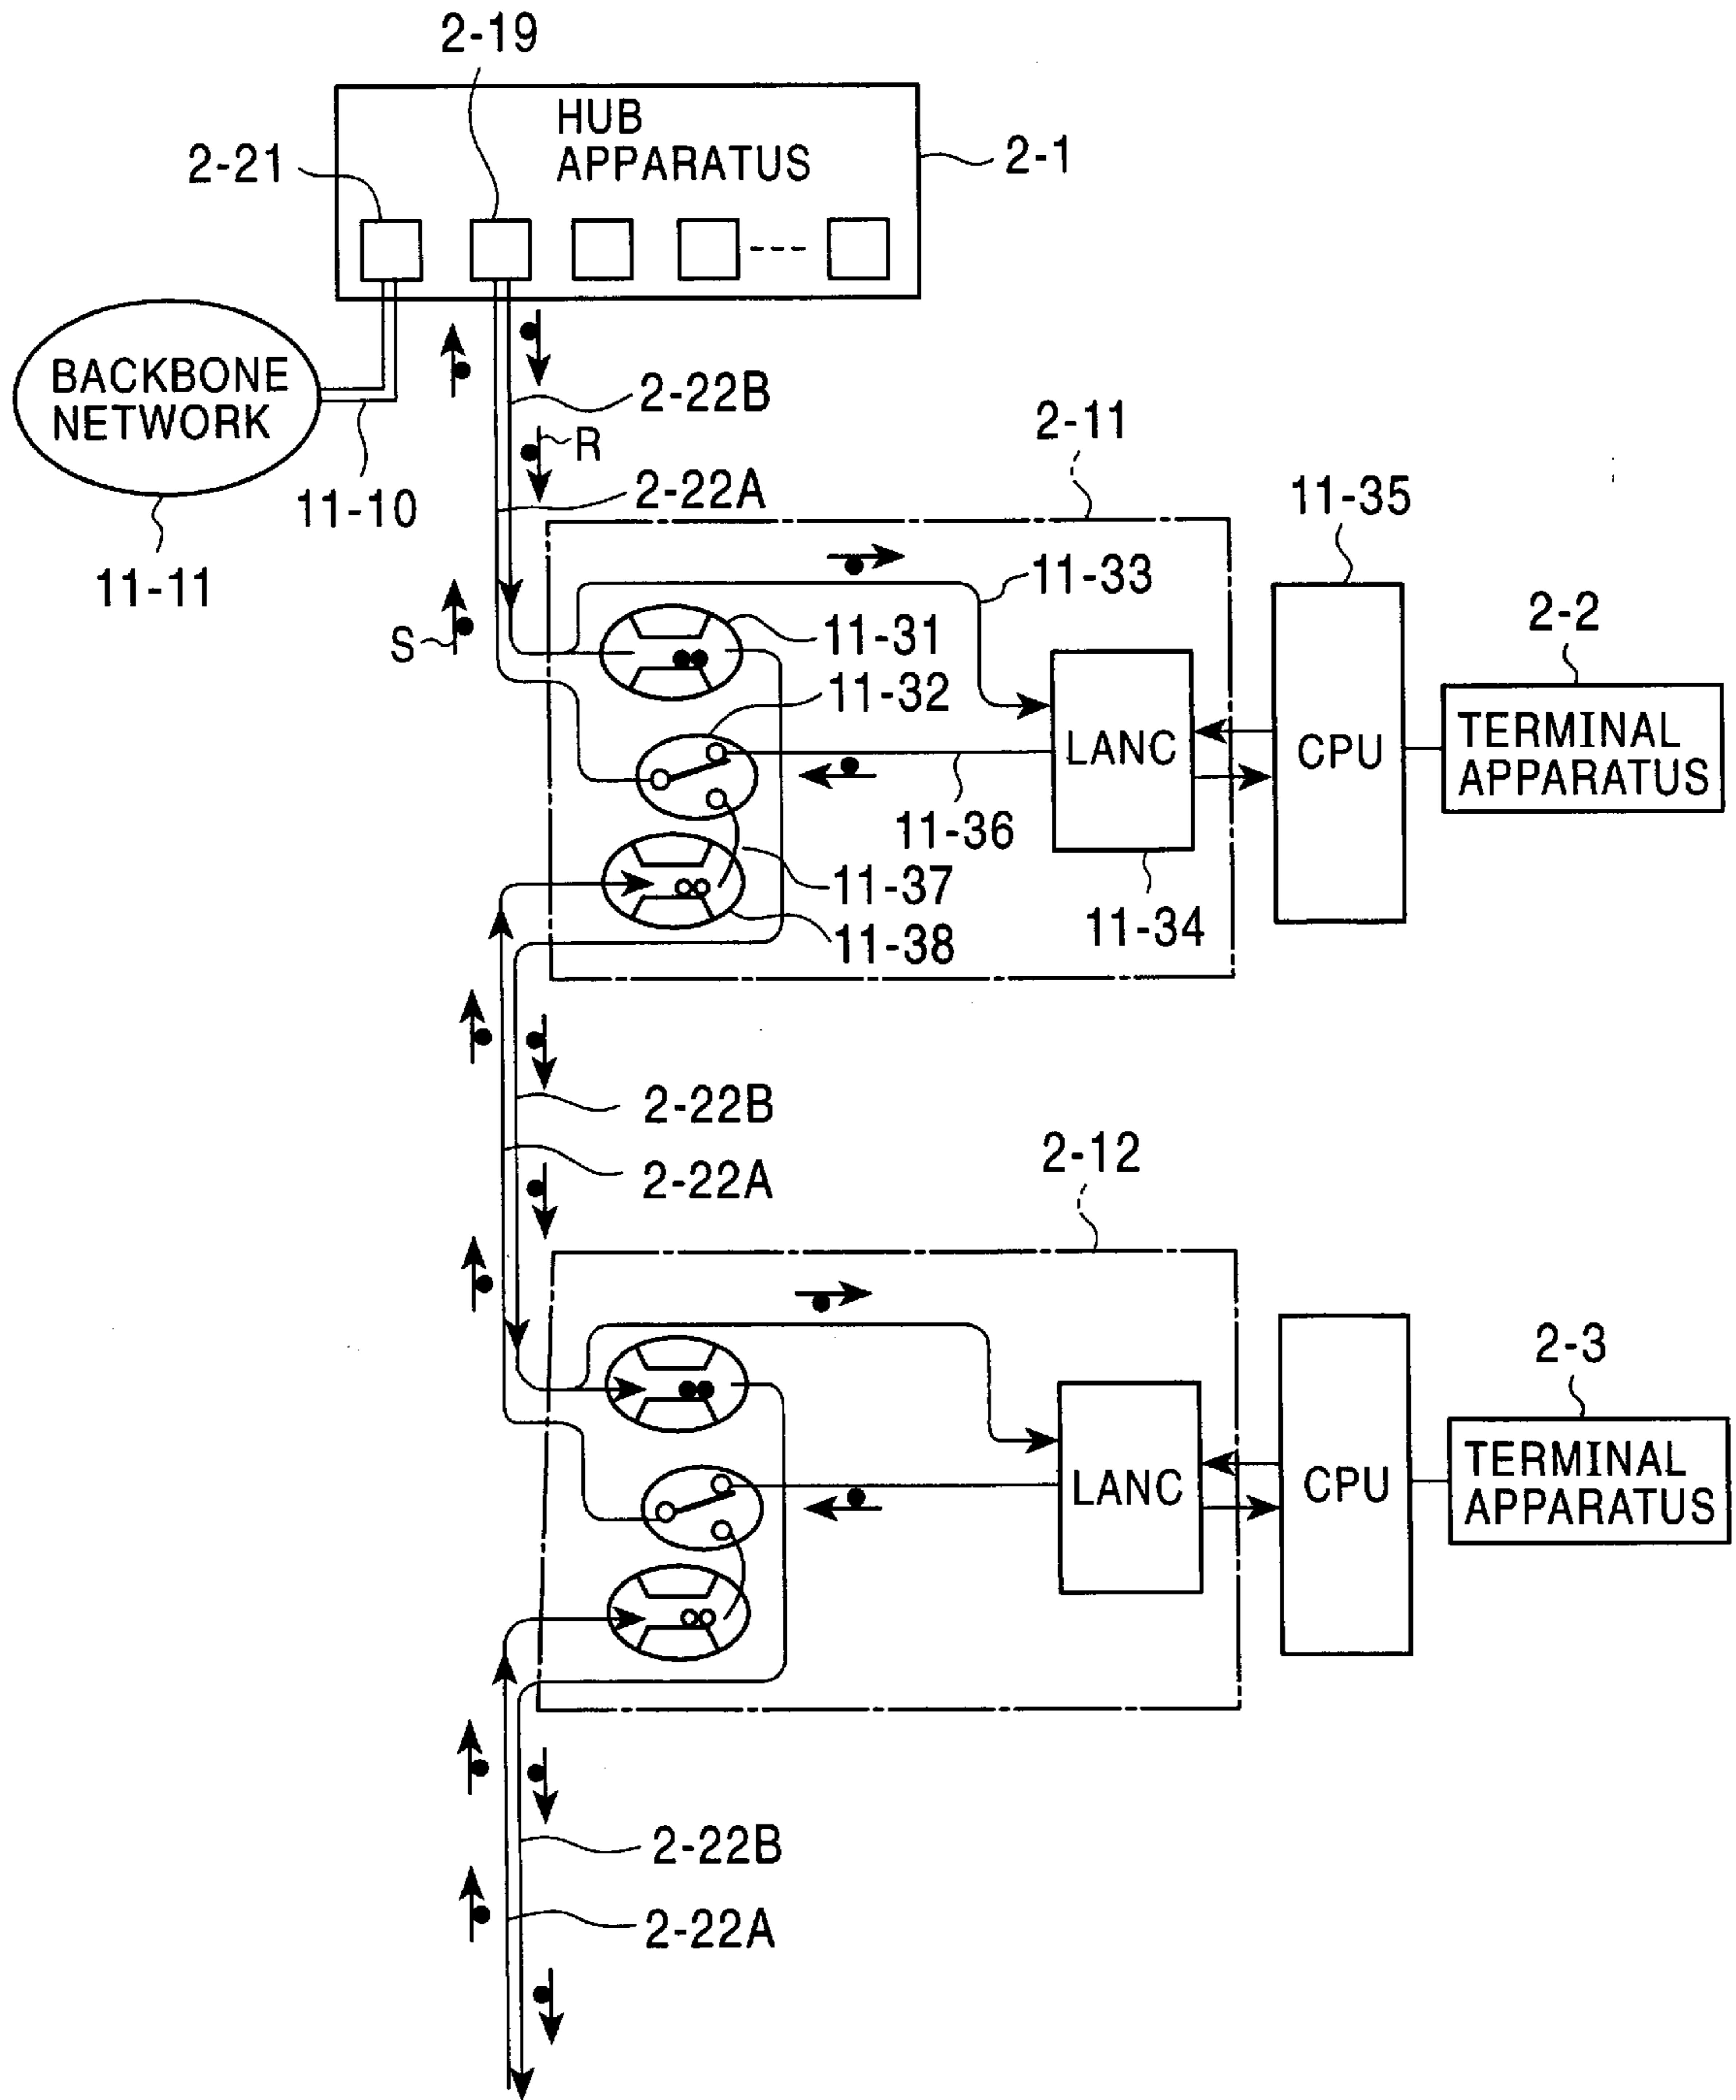 2-19
HUB
APPARATUS
2-1
2-21
BACKBONE
NETWORK
2-22B
R
2-11
2-22A
11-10
11-35
11-11
11-33
2-2
S
11-31
11-32
TERMINAL
APPARATUS
LANC
CPU
11-36
11-37
11-34
11-38
2-22B
2-12
2-22A
2-3
TERMINAL
APPARATUS
LANC
CPU
2-22B
2-22A